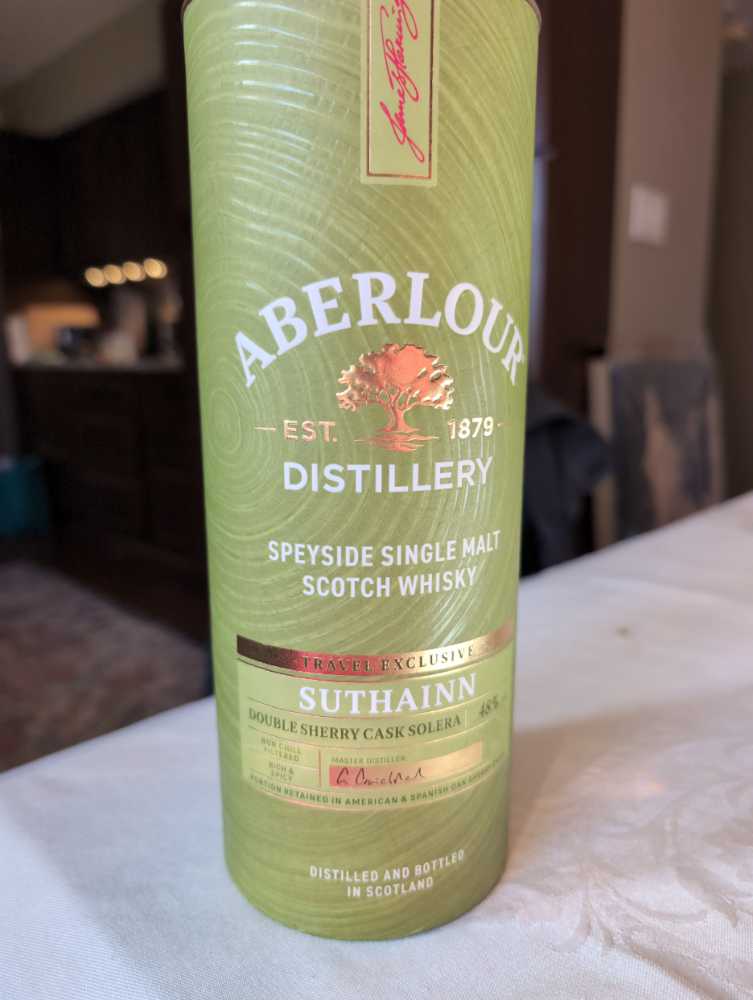 ABERLOUR
EST. 1879
DISTILLERY
SPEYSIDE SINGLE MALT
SCOTCH WHISKY
TRAVEL EXCLUSIVE
SUTHAINN
DOUBLE SHERRY CASK SOLERA 48%
NON CHILL
FILTERED
RICH &
SPICY
MASTER DISTILLER
PORTION RETAINED IN AMERICAN & SPANISH OAK SHERRY
DISTILLED AND BOTTLED
IN SCOTLAND